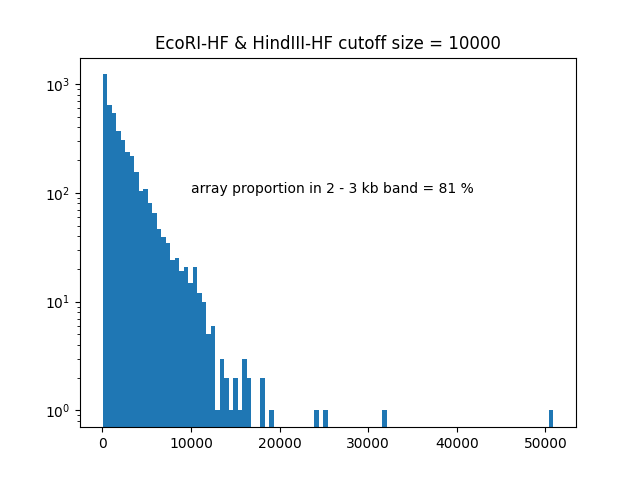 EcoRI-HF & HindIII-HF cutoff size = 10000
10³
array proportion in 2 - 3 kb band = 81 %
10²
10¹
10⁰
0 10000 20000 30000 40000 50000